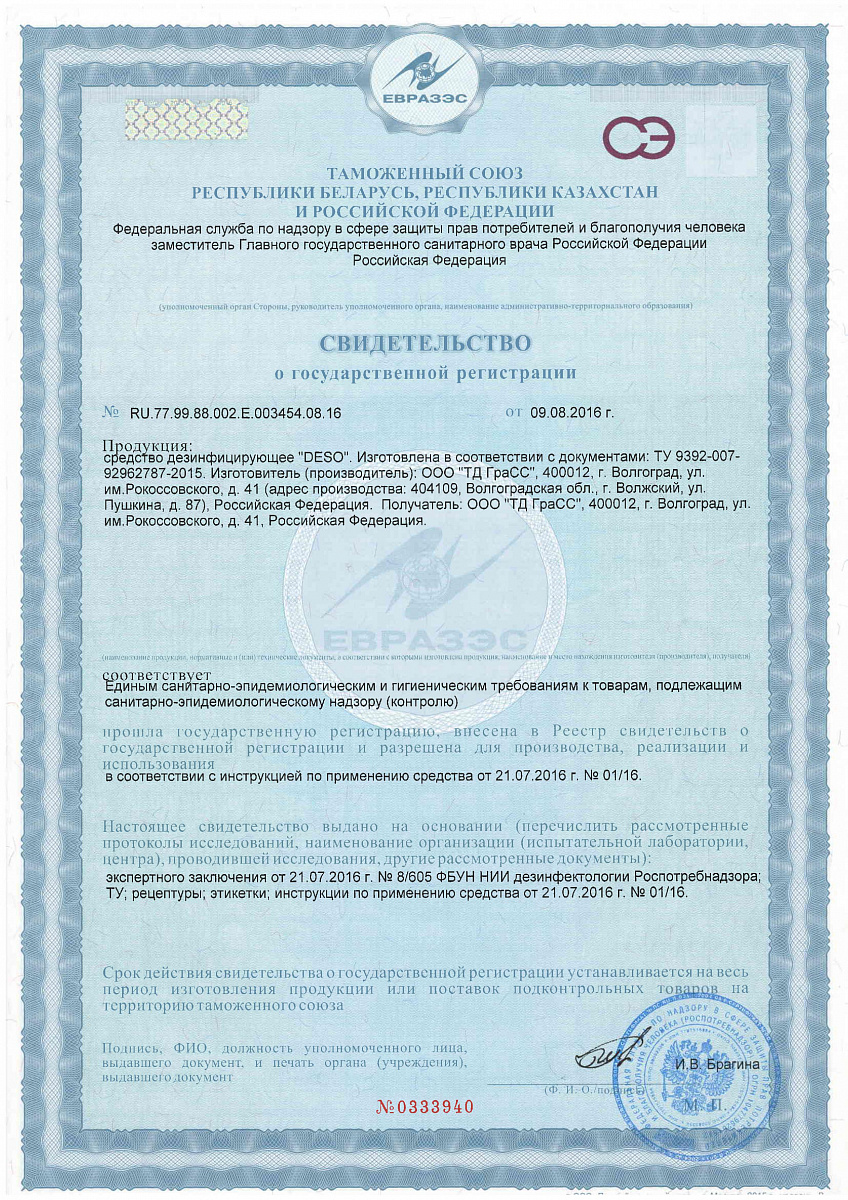 ЕВРАЗЭС
СЭ
ТАМОЖЕННЫЙ СОЮЗ
РЕСПУБЛИКИ БЕЛАРУСЬ, РЕСПУБЛИКИ КАЗАХСТАН
И РОССИЙСКОЙ ФЕДЕРАЦИИ
Федеральная служба по надзору в сфере защиты прав потребителей и благополучия человека
заместитель Главного государственного санитарного врача Российской Федерации
Российская Федерация
(уполномоченный орган Стороны, руководитель уполномоченного органа, наименование административно-территориального образования)
СВИДЕТЕЛЬСТВО
о государственной регистрации
№ RU.77.99.88.002.Е.003454.08.16 от 09.08.2016 г.
Продукция:
средство дезинфицирующее "DESO". Изготовлена в соответствии с документами: ТУ 9392-007-
92962787-2015. Изготовитель (производитель): ООО "ТД ГраСС", 400012, г. Волгоград, ул.
им.Рокоссовского, д. 41 (адрес производства: 404109, Волгоградская обл., г. Волжский, ул.
Пушкина, д. 87), Российская Федерация. Получатель: ООО "ТД ГраСС", 400012, г. Волгоград, ул.
им.Рокоссовского, д. 41, Российская Федерация.
ЕВРАЗЭС
(наименование продукции, нормативные и (или) технические документы, в соответствии с которыми изготовлена продукция, наименование и место нахождения изготовителя (производителя), получателя)
соответствует
Единым санитарно-эпидемиологическим и гигиеническим требованиям к товарам, подлежащим
санитарно-эпидемиологическому надзору (контролю)
прошла государственную регистрацию, внесена в Реестр свидетельств о
государственной регистрации и разрешена для производства, реализации и
использования
в соответствии с инструкцией по применению средства от 21.07.2016 г. № 01/16.
Настоящее свидетельство выдано на основании (перечислить рассмотренные
протоколы исследований, наименование организации (испытательной лаборатории,
центра), проводившей исследования, другие рассмотренные документы):
экспертного заключения от 21.07.2016 г. № 8/605 ФБУН НИИ дезинфектологии Роспотребнадзора;
ТУ; рецептуры; этикетки; инструкции по применению средства от 21.07.2016 г. № 01/16.
Срок действия свидетельства о государственной регистрации устанавливается на весь
период изготовления продукции или поставок подконтрольных товаров на
территорию таможенного союза
Подпись, ФИО, должность уполномоченного лица,
выдавшего документ, и печать органа (учреждения),
выдавшего документ
И.В. Брагина
(Ф. И. О./подпись)
М. П.
№0333940